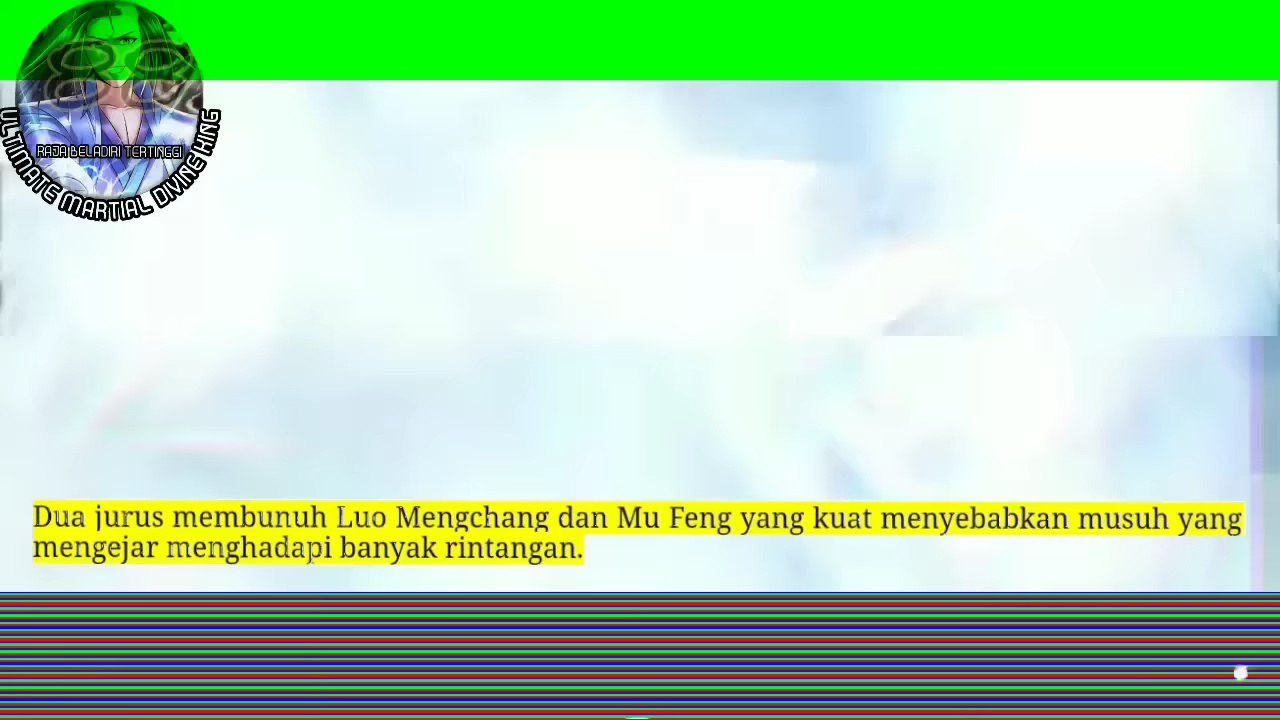 RAJA BELADIRI TERTINGGI
ULTIMATE MARTIAL DIVINE KING
Dua jurus membunuh Luo Mengchang dan Mu Feng yang kuat menyebabkan musuh yang
mengejar menghadapi banyak rintangan.